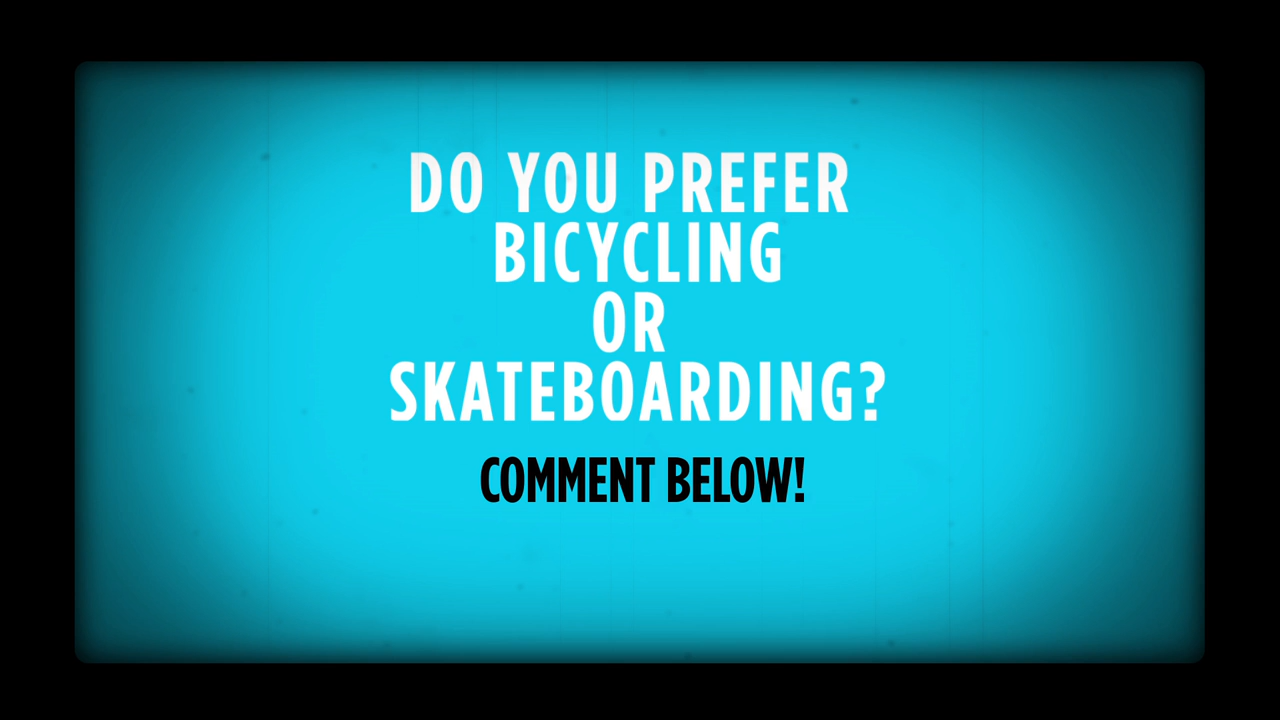 DO YOU PREFER
BICYCLING
OR
SKATEBOARDING?
COMMENT BELOW!